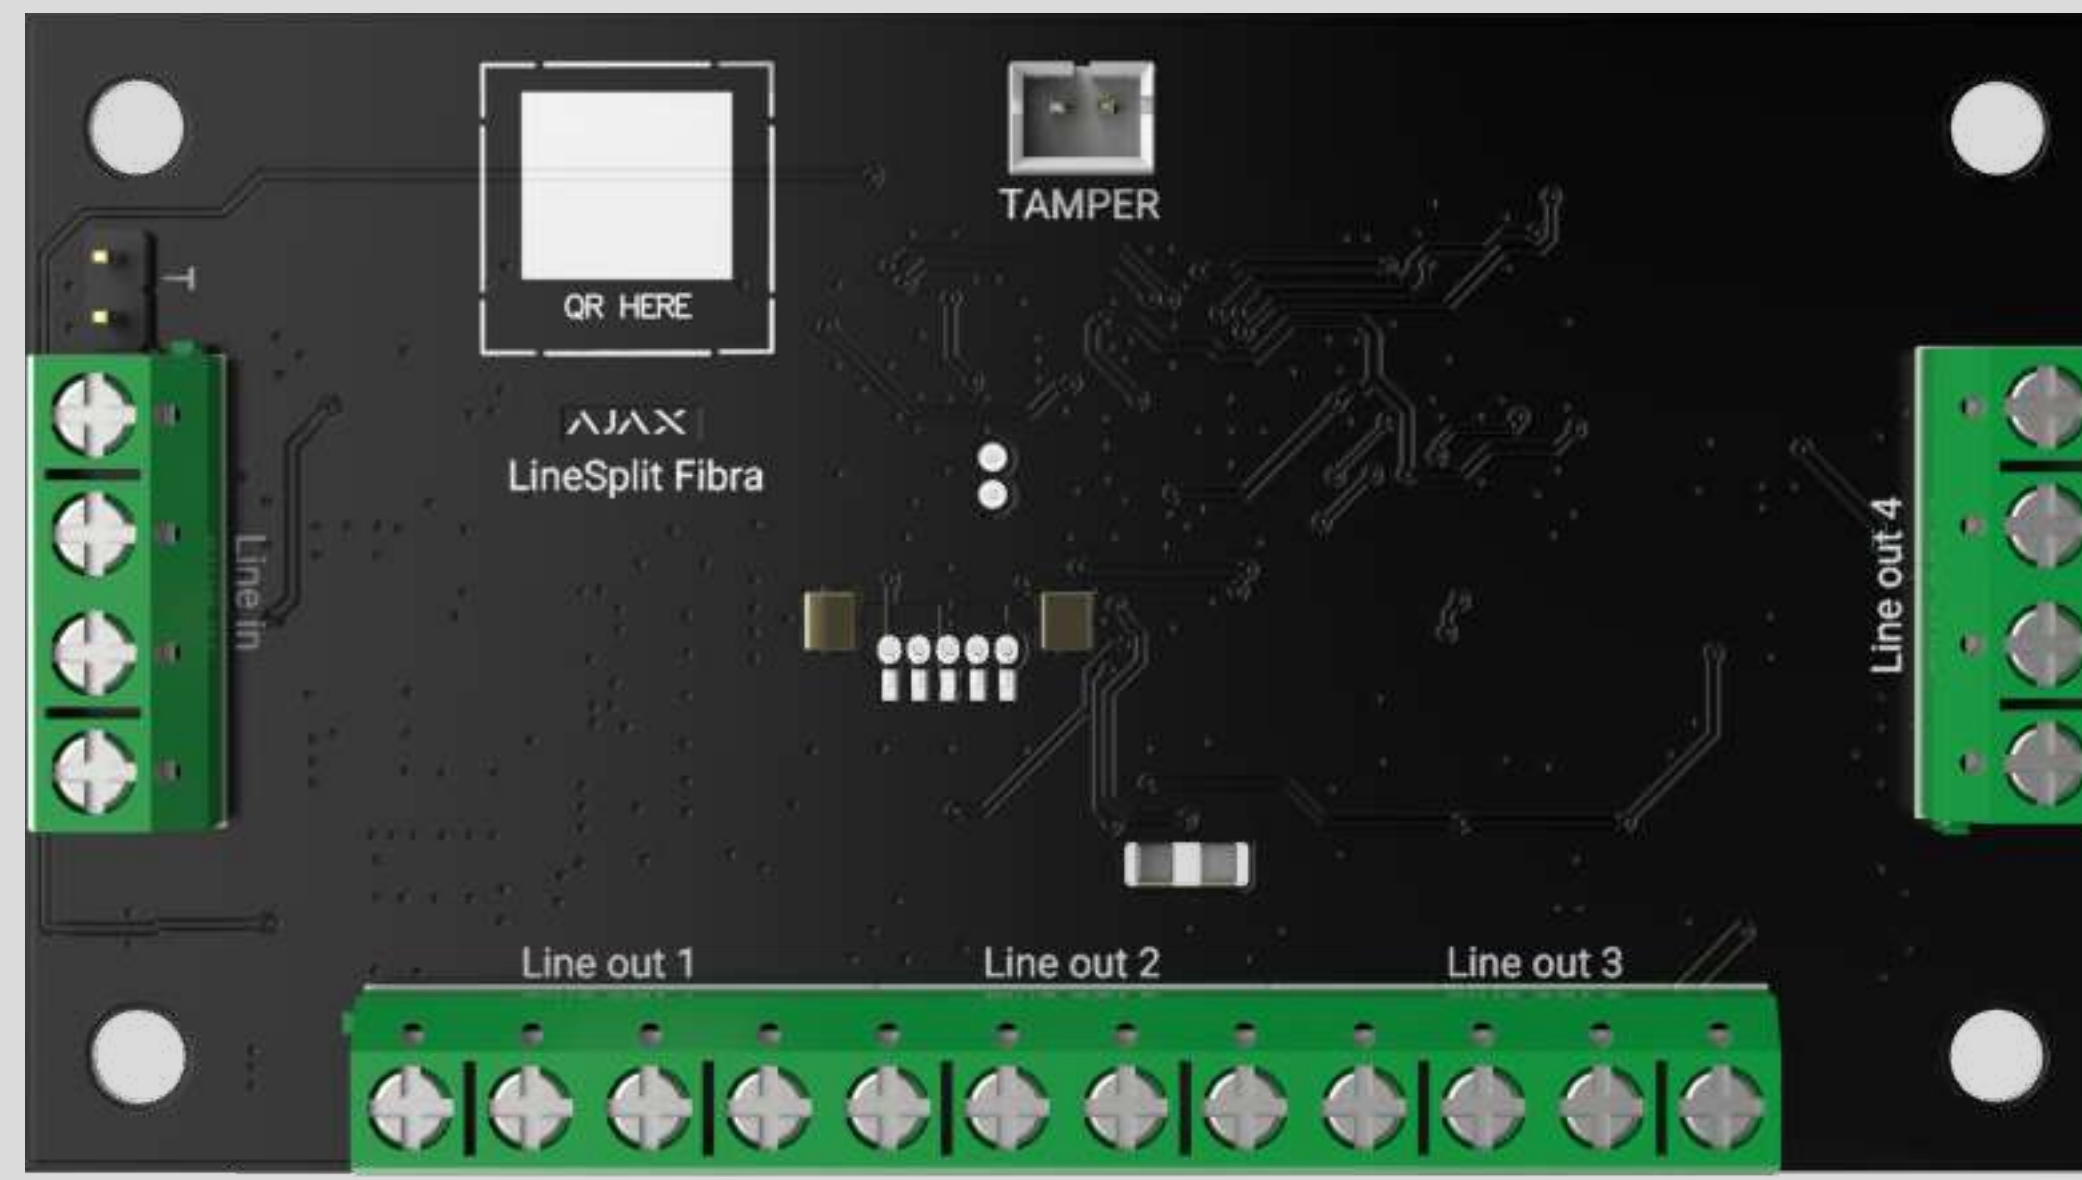 TAMPER
T
QR HERE
AJAX
LineSplit Fibra
Line in
Line out 4
Line out 1
Line out 2
Line out 3